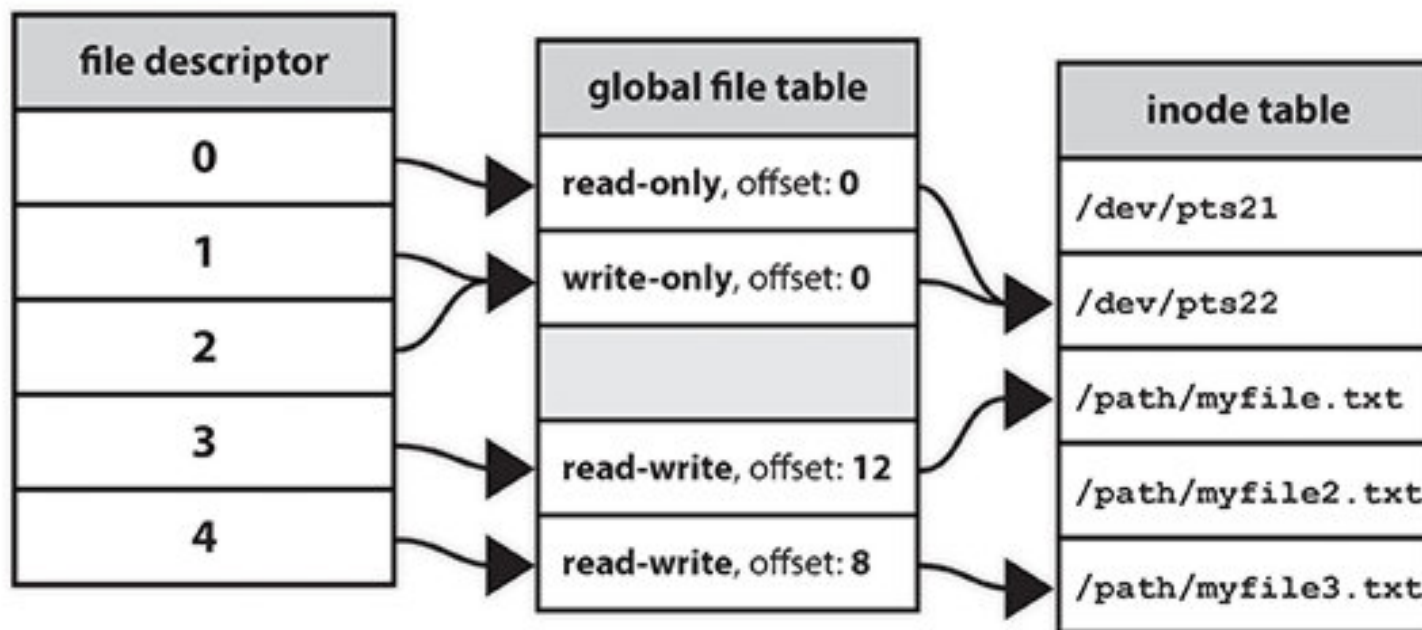 file descriptor
0
1
2
3
4
global file table
read-only, offset: 0
write-only, offset: 0
read-write, offset: 12
read-write, offset: 8
inode table
/dev/pts21
/dev/pts22
/path/myfile.txt
/path/myfile2.txt
/path/myfile3.txt